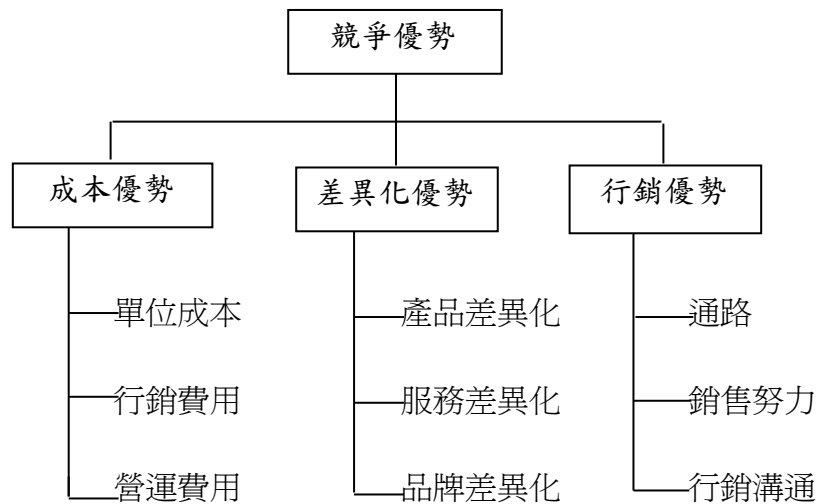 競爭優勢
成本優勢
差異化優勢
行銷優勢
單位成本
產品差異化
通路
行銷費用
服務差異化
銷售努力
營運費用
品牌差異化
行銷溝通